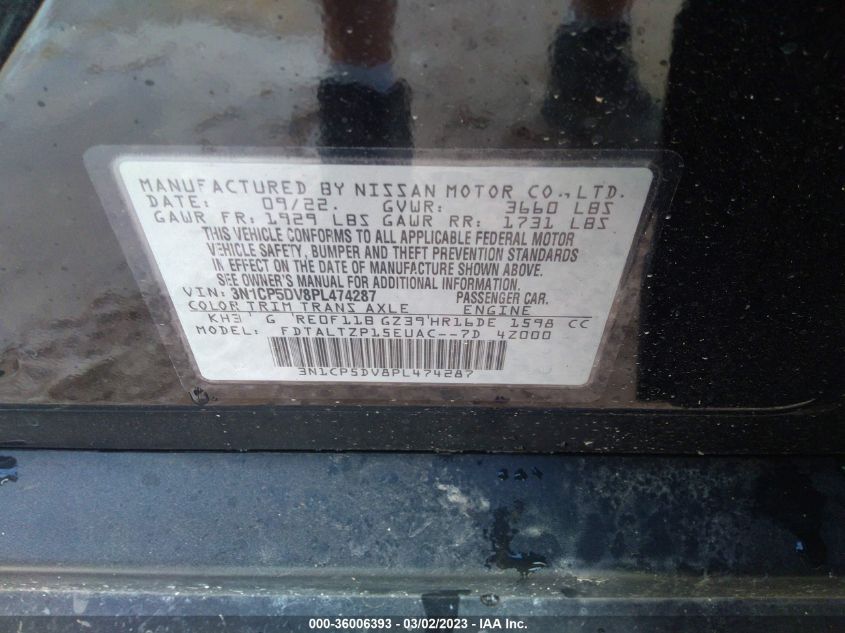 MANUFACTURED BY NISSAN MOTOR CO.,LTD.
DATE: 09/22. GVWR: 3660 LBS
GAWR FR: 1929 LBS GAWR RR: 1731 LBS
THIS VEHICLE CONFORMS TO ALL APPLICABLE FEDERAL MOTOR
VEHICLE SAFETY, BUMPER AND THEFT PREVENTION STANDARDS
IN EFFECT ON THE DATE OF MANUFACTURE SHOWN ABOVE.
SEE OWNER'S MANUAL FOR ADDITIONAL INFORMATION.
VIN: 3N1CP5DV8PL474287 PASSENGER CAR.
COLOR TRIM TRANS AXLE ENGINE
KH3 G RE0F11B GZ39 HR16DE 1598 CC
MODEL: FDTALTZP15EUAC--7D 4Z000
3N1CP5DV8PL474287
000-36006393 - 03/02/2023 - IAA Inc.